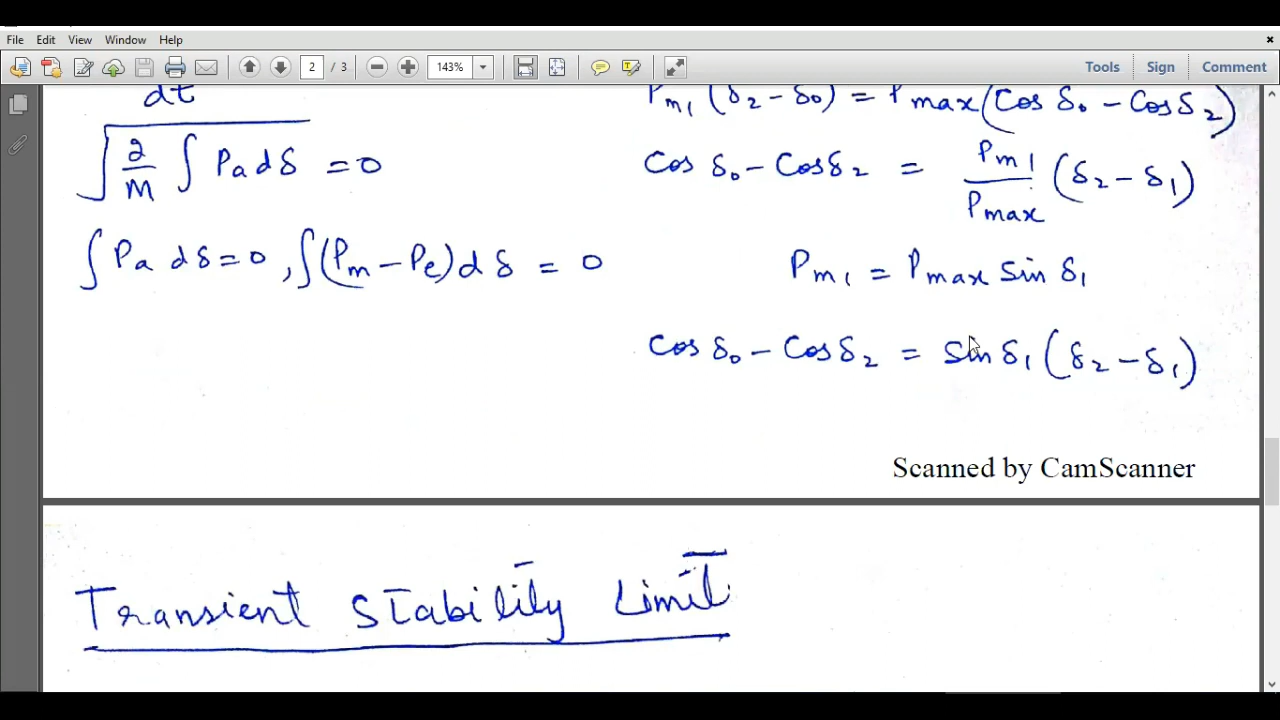 File Edit View Window Help
2 / 3 143% Tools Sign Comment
dt
√(2/M ∫ Pa dδ) = 0
∫ Pa dδ = 0, ∫(Pm − Pe) dδ = 0
Pm1 (δ2 − δ0) = Pmax (Cos δ0 − Cos δ2)
Cos δ0 − Cos δ2 = Pm1/Pmax (δ2 − δ1)
Pm1 = Pmax Sin δ1
Cos δ0 − Cos δ2 = Sin δ1 (δ2 − δ1)
Scanned by CamScanner
Transient Stability Limit